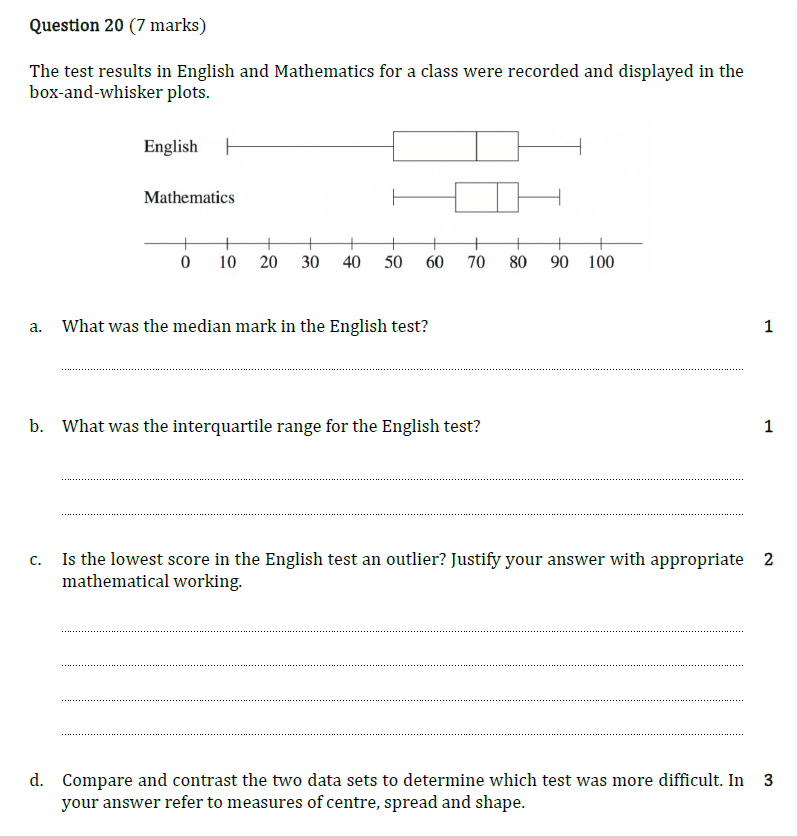 Question 20 (7 marks)
The test results in English and Mathematics for a class were recorded and displayed in the
box-and-whisker plots.
English
Mathematics
0 10 20 30 40 50 60 70 80 90 100
a. What was the median mark in the English test? 1
b. What was the interquartile range for the English test? 1
c. Is the lowest score in the English test an outlier? Justify your answer with appropriate 2
mathematical working.
d. Compare and contrast the two data sets to determine which test was more difficult. In 3
your answer refer to measures of centre, spread and shape.